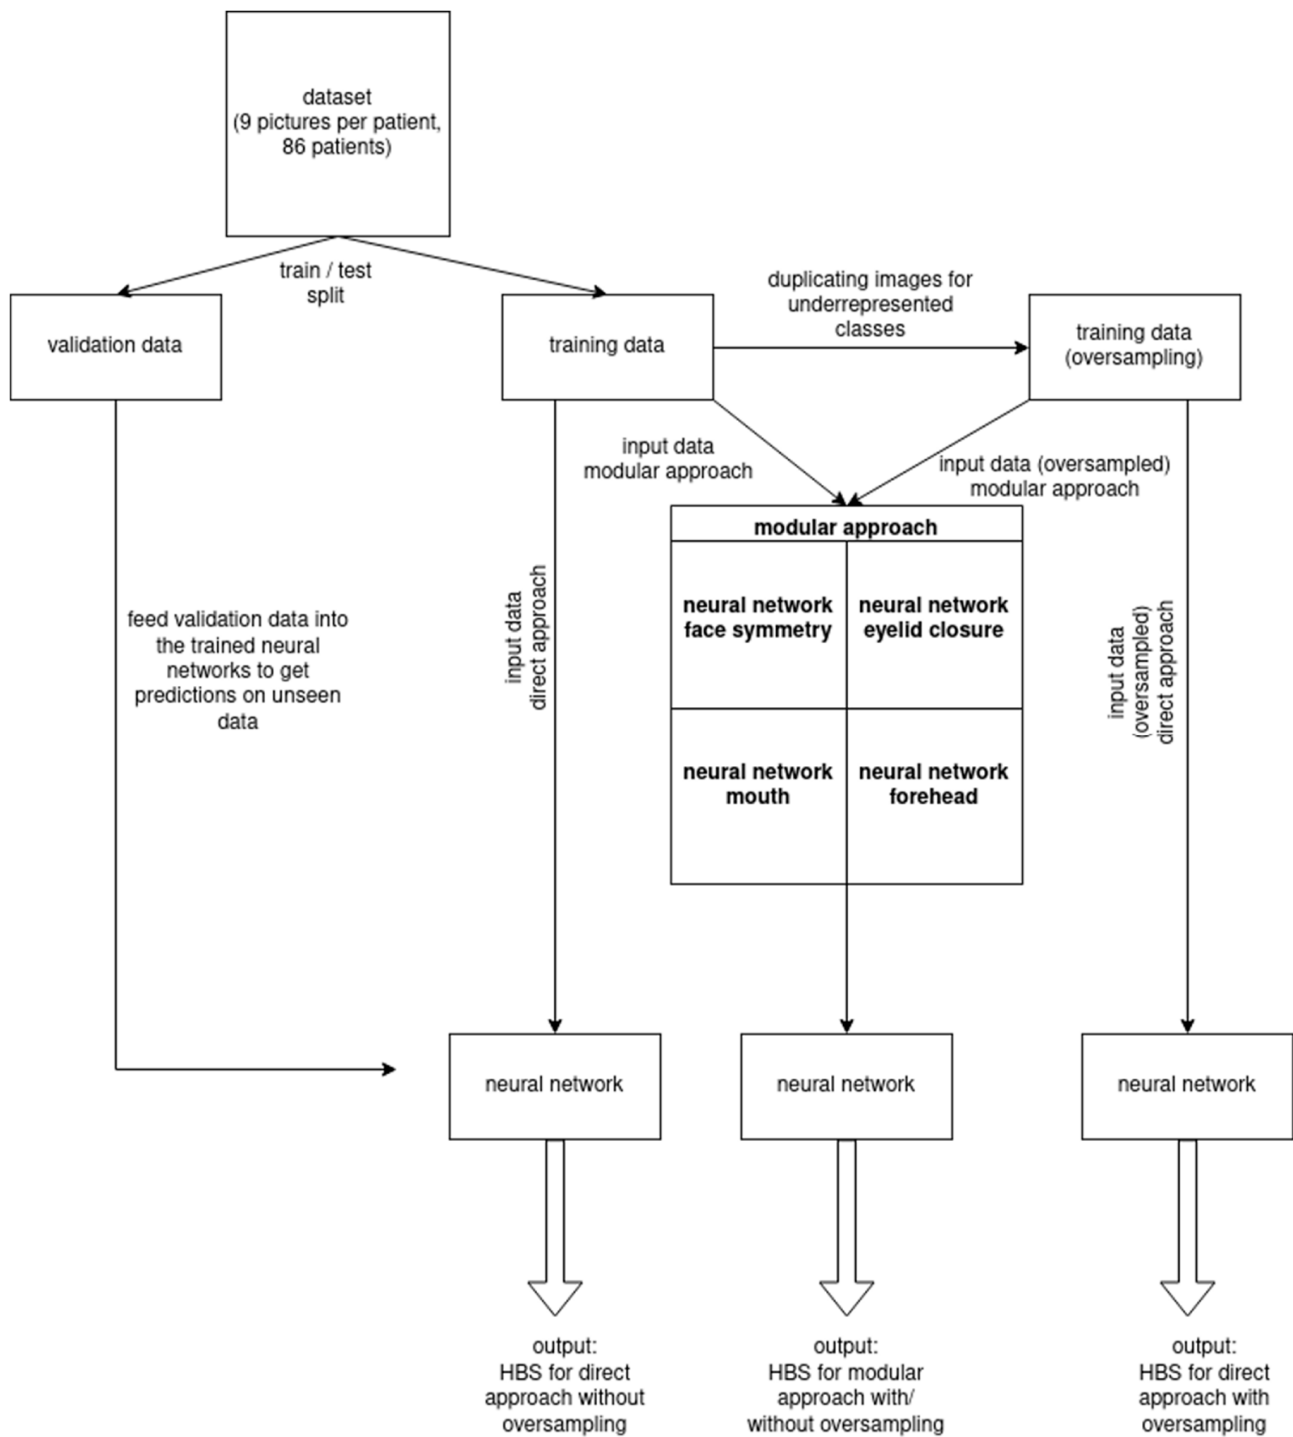 dataset
(9 pictures per patient,
86 patients)
train / test
split
duplicating images for
underrepresented
classes
validation data
training data
training data
(oversampling)
input data
modular approach
input data (oversampled)
modular approach
modular approach
neural network
face symmetry
neural network
eyelid closure
neural network
mouth
neural network
forehead
feed validation data into
the trained neural
networks to get
predictions on unseen
data
input data
direct approach
input data
(oversampled)
direct approach
neural network
neural network
neural network
output:
HBS for direct
approach without
oversampling
output:
HBS for modular
approach with/
without oversampling
output:
HBS for direct
approach with
oversampling